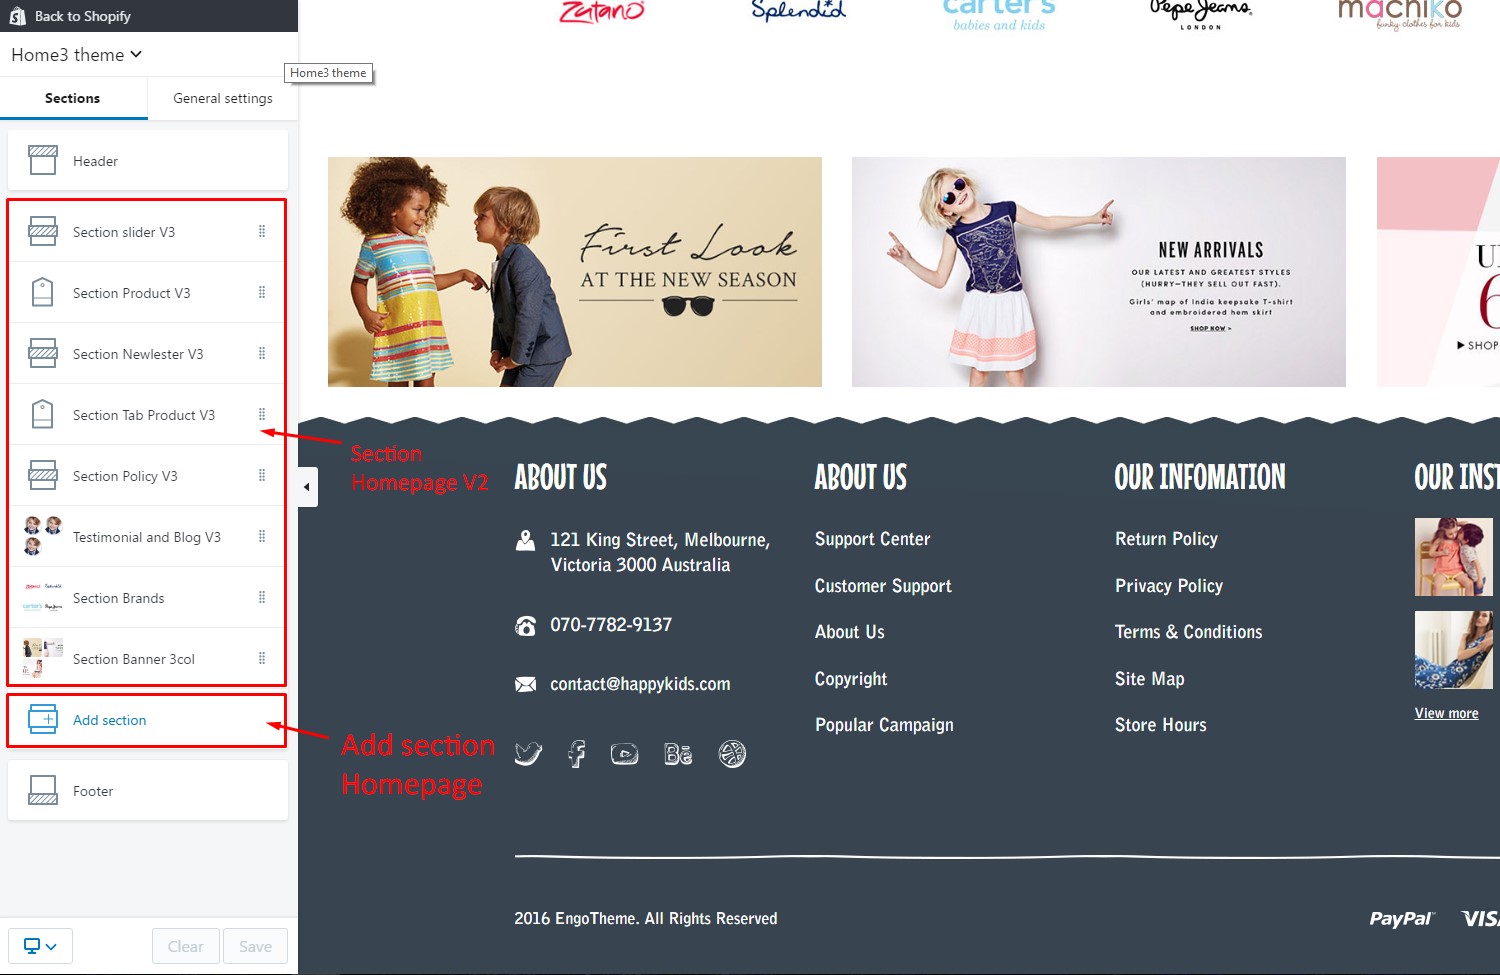 Back to Shopify
Home3 theme
Home3 theme
Sections
General settings
Header
Section slider V3
Section Product V3
Section Newlester V3
Section Tab Product V3
Section Policy V3
Testimonial and Blog V3
Section Brands
Section Banner 3col
Add section
Footer
Clear
Save
Section
Homepage V2
Add section
Homepage
Zutano
Splendid
carter's
babies and kids
Pepe Jeans
LONDON
machiko
funky clothes for kids
First Look
AT THE NEW SEASON
NEW ARRIVALS
OUR LATEST AND GREATEST STYLES
(HURRY—THEY SELL OUT FAST).
Girls' map of India keepsake T-shirt
and embroidered hem skirt
SHOP NOW >
6
SHOP
ABOUT US
121 King Street, Melbourne,
Victoria 3000 Australia
070-7782-9137
contact@happykids.com
Bē
ABOUT US
Support Center
Customer Support
About Us
Copyright
Popular Campaign
OUR INFOMATION
Return Policy
Privacy Policy
Terms & Conditions
Site Map
Store Hours
OUR INS
View more
2016 EngoTheme. All Rights Reserved
PayPal
VISA